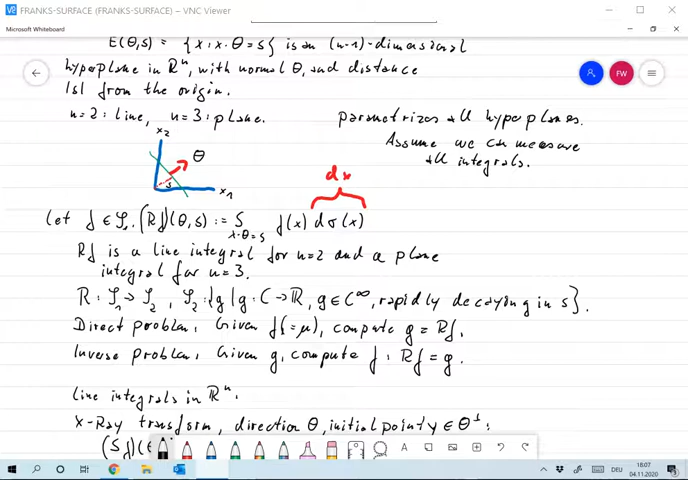 FRANKS-SURFACE (FW) - VNC Viewer
Microsoft Whiteboard
E(θ,s) = {x : x·θ = s} is an (n-1)-dimensional
hyperplane in ℝⁿ, with normal θ, and distance
|s| from the origin.
n=2: line, n=3: plane.
parametrizes all hyperplanes.
Assume we can measure
all integrals.
x₂
θ
s
x₁
dx
Let f ∈ 𝒮₁. (Rf)(θ,s) := ∫ x·θ=s f(x) dσ(x)
Rf is a line integral for n=2 and a plane
integral for n=3.
R: 𝒮₁ → 𝒮₂, 𝒮₂: {g | g: C → ℝ, g ∈ C^∞, rapidly decaying in s}.
Direct problem: Given f (=μ), compute g = Rf.
Inverse problem: Given g, compute f: Rf = g.
Line integrals in ℝⁿ:
X-Ray transform, direction θ, initial point y ∈ θ^⊥:
FW
DEU
18:07
04.11.2020